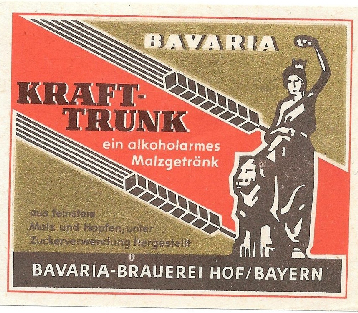 BAVARIA
KRAFT-
TRUNK
ein alkoholarmes
Malzgetränk
aus feinstem
Malz und Hopfen, unter
Zuckerverwendung hergestellt
BAVARIA-BRAUEREI HOF/BAYERN